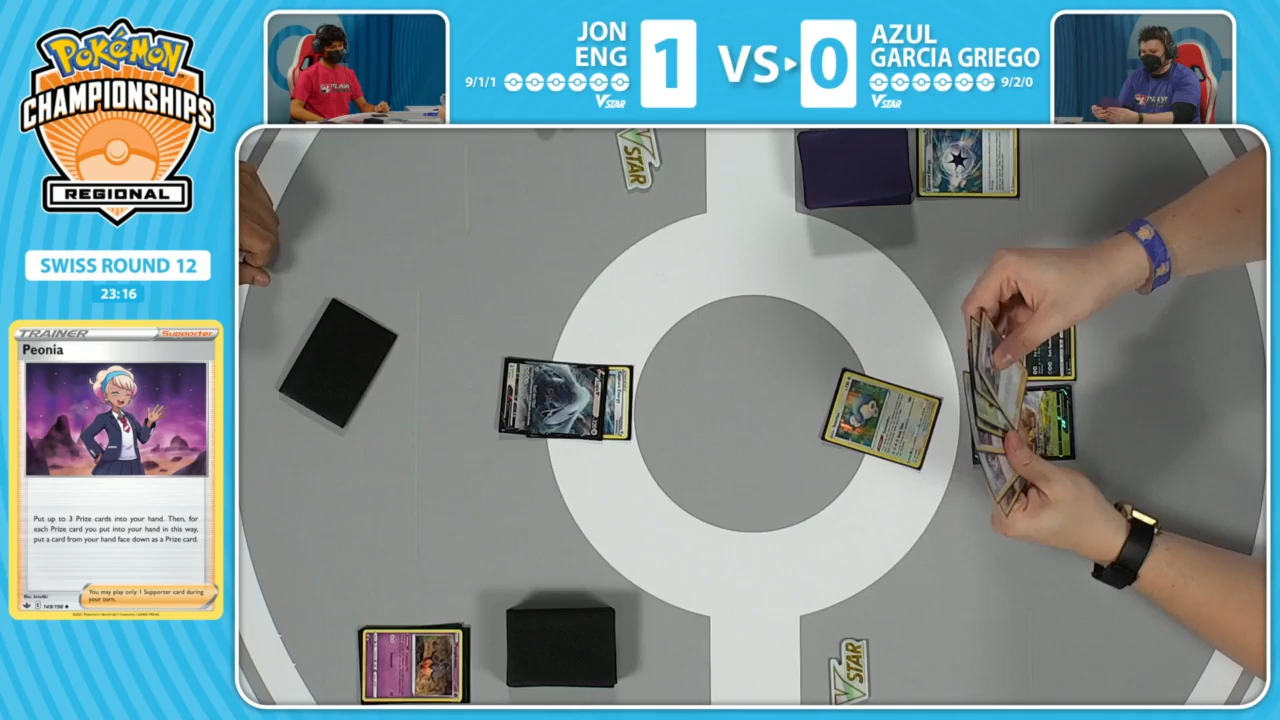 Pokémon
CHAMPIONSHIPS
REGIONAL
SWISS ROUND 12
23:16
TRAINER
Supporter
Peonia
Put up to 3 Prize cards into your hand. Then, for
each Prize card you put into your hand in this way,
put a card from your hand face down as a Prize card.
You may play only 1 Supporter card during
your turn.
149/198
JON
ENG
9/1/1
VSTAR
1
VS
0
AZUL
GARCIA GRIEGO
9/2/0
VSTAR
VSTAR
VSTAR